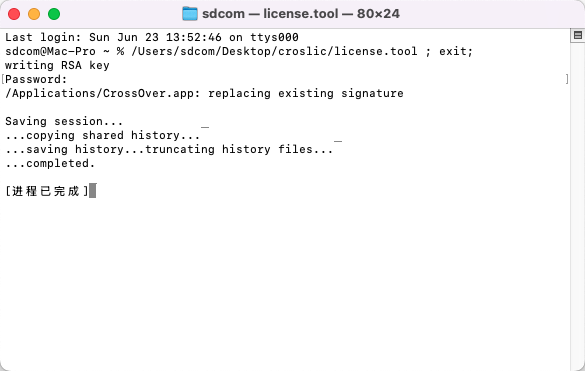 sdcom — license.tool — 80×24
Last login: Sun Jun 23 13:52:46 on ttys000
sdcom@Mac-Pro ~ % /Users/sdcom/Desktop/croslic/license.tool ; exit;
writing RSA key
[Password: ]
/Applications/CrossOver.app: replacing existing signature
Saving session...
...copying shared history...
...saving history...truncating history files...
...completed.
[进程已完成]